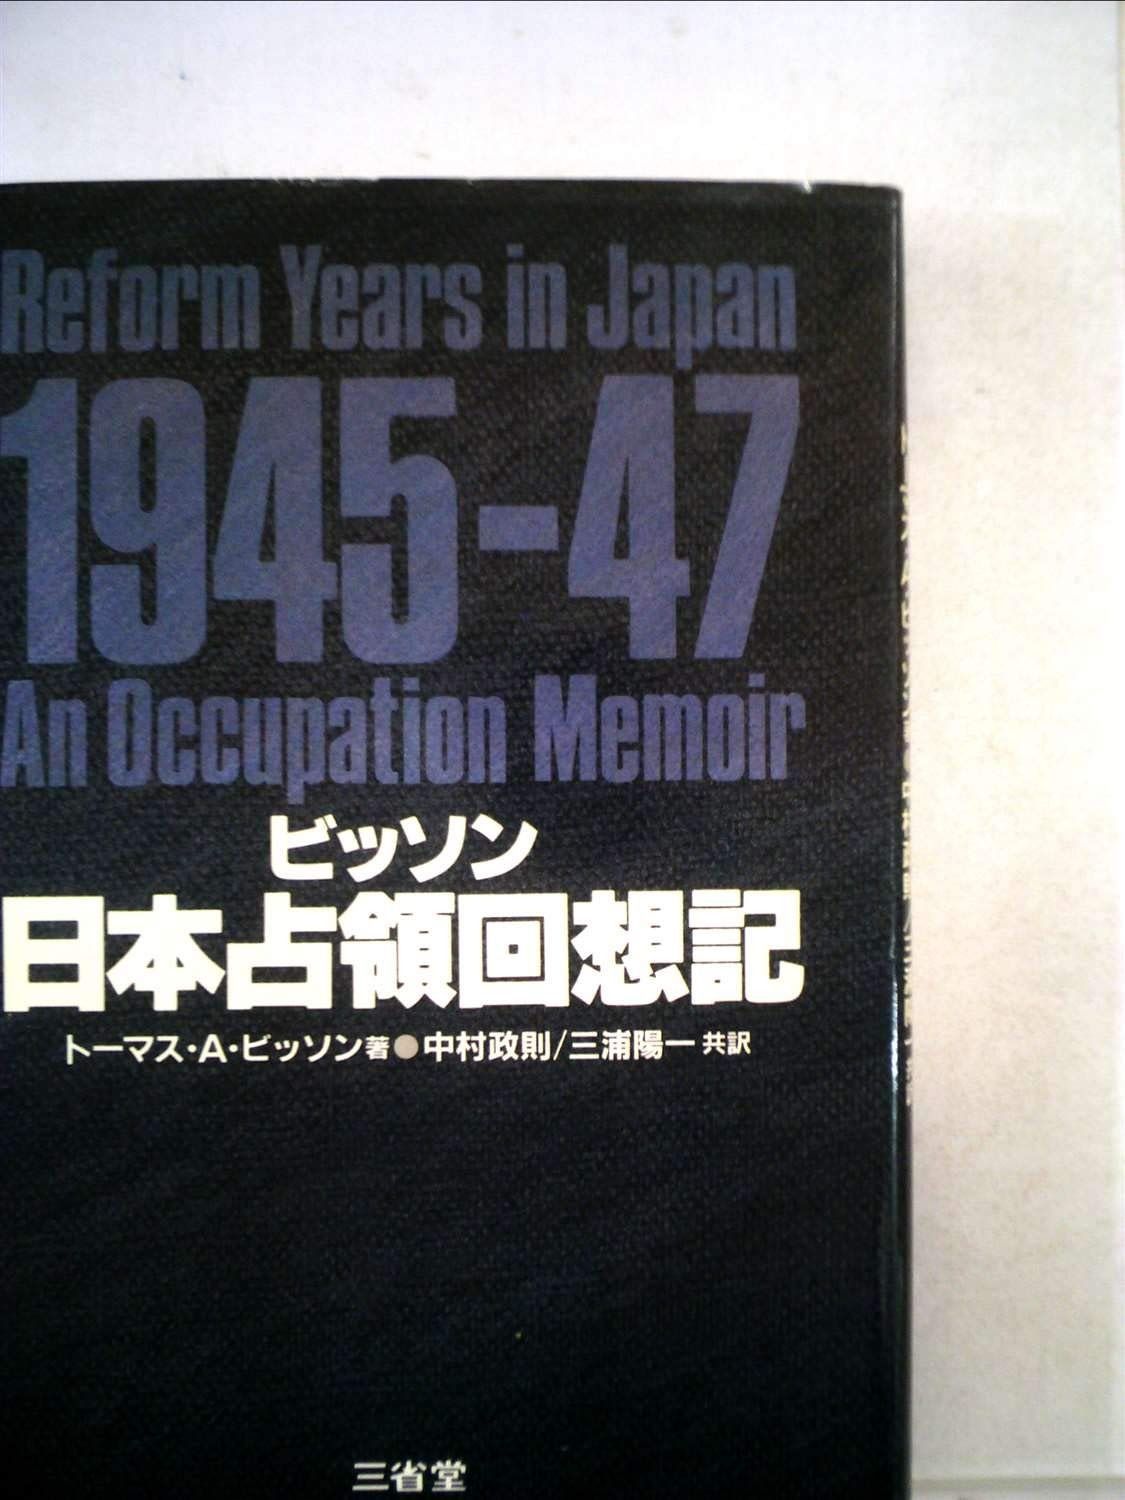 Reform Years in Japan
1945-47
An Occupation Memoir
ビッソン
日本占領回想記
トーマス・A・ビッソン著●中村政則/三浦陽一 共訳
三省堂